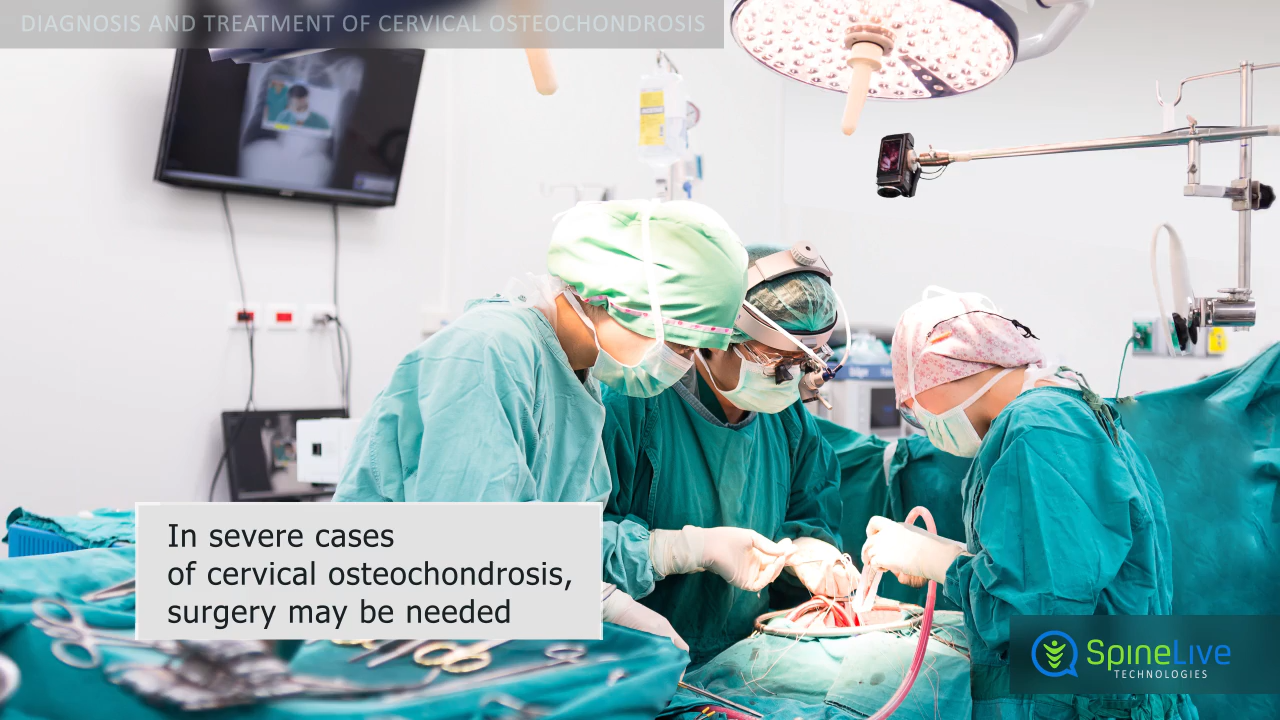 DIAGNOSIS AND TREATMENT OF CERVICAL OSTEOCHONDROSIS
In severe cases
of cervical osteochondrosis,
surgery may be needed
SpineLive
TECHNOLOGIES